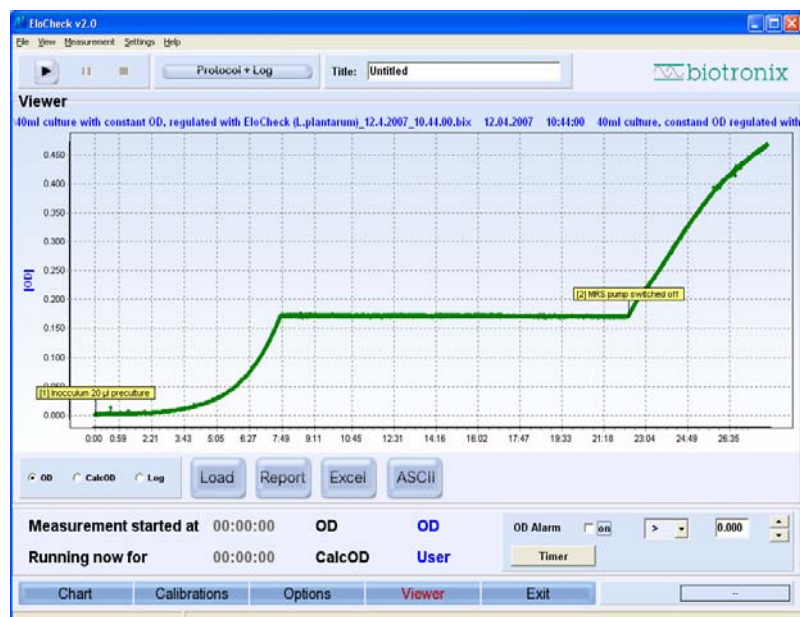 EloCheck v2.0
File View Measurement Settings Help
Protocol + Log
Title: Untitled
biotronix
Viewer
40ml culture with constant OD, regulated with EloCheck (L.plantarum)_12.4.2007_10.44.00.bix 12.04.2007 10:44:00 40ml culture, constand OD regulated with
0.450
0.400
0.350
0.300
0.250
0.200
0.150
0.100
0.050
0.000
[1] Inocculum 20 µl preculture
[2] MRS pump switched off
0.00 0.59 2.21 3.43 5.05 6.27 7.49 9.11 10.45 12.31 14.16 16.02 17.47 19.33 21.18 23.04 24.49 26.35
OD CalcOD Log Load Report Excel ASCII
Measurement started at 00:00:00 OD OD OD Alarm on > 0.000
Running now for 00:00:00 CalcOD User Timer
Chart Calibrations Options Viewer Exit --